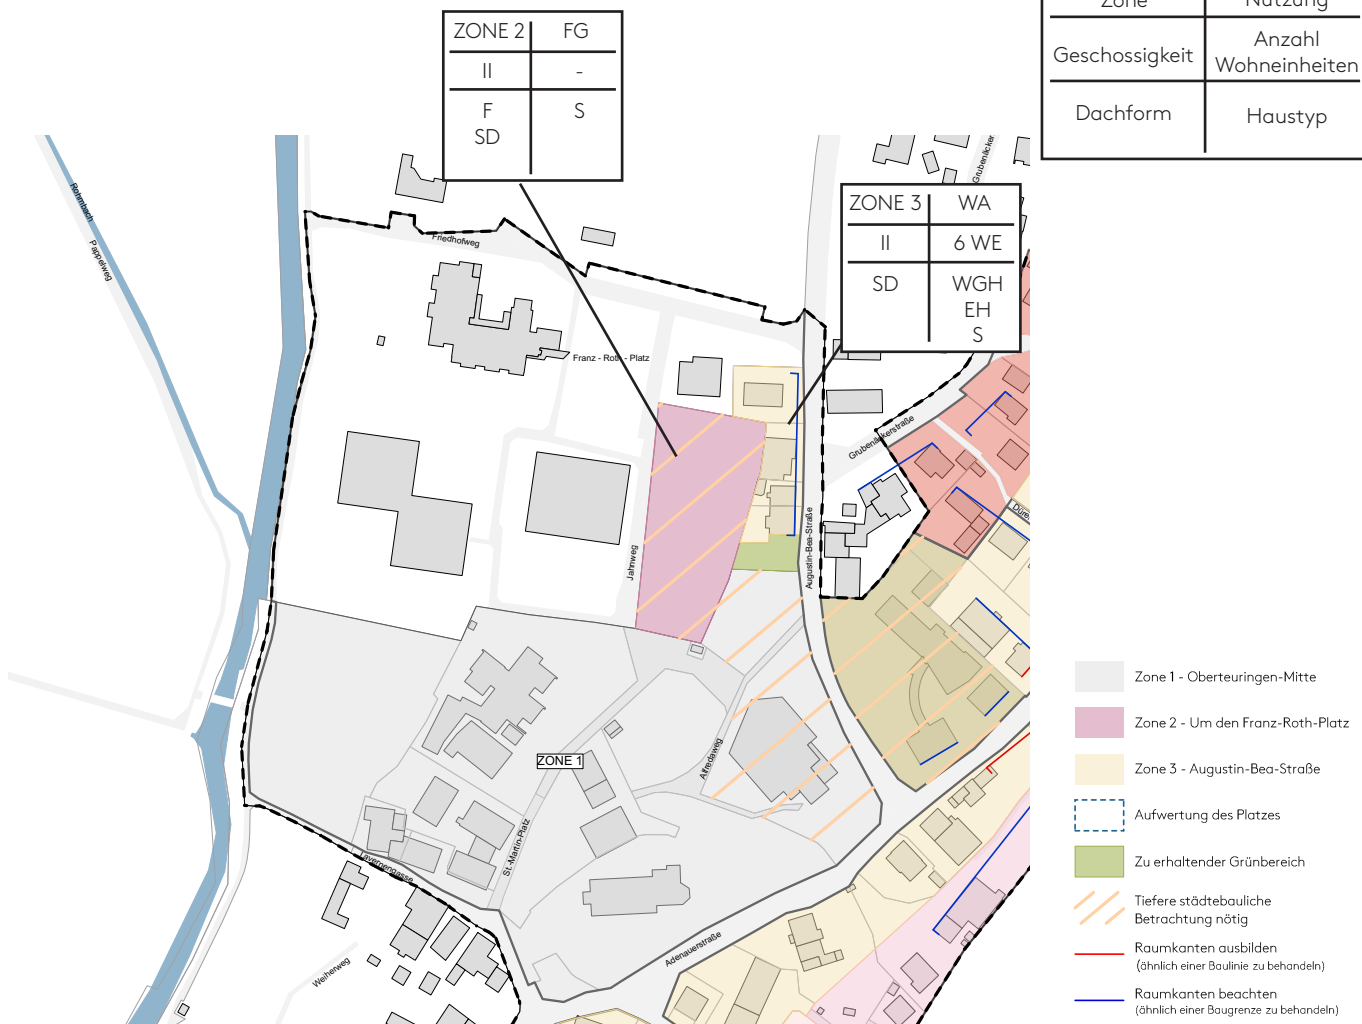 Zone Nutzung
Geschossigkeit Anzahl Wohneinheiten
Dachform Haustyp
ZONE 2 FG
II -
F S
SD
ZONE 3 WA
II 6 WE
SD WGH
EH
S
Rohrnbach
Pappelweg
Friedhofweg
Franz - Roth - Platz
Jahnweg
Augustin-Bea-Straße
Grubenäckerstraße
Grubenäcker
Düre
ZONE 1
Alfredaweg
St.-Martin-Platz
Tavernengasse
Weiherweg
Adenauerstraße
Zone 1 - Oberteuringen-Mitte
Zone 2 - Um den Franz-Roth-Platz
Zone 3 - Augustin-Bea-Straße
Aufwertung des Platzes
Zu erhaltender Grünbereich
Tiefere städtebauliche
Betrachtung nötig
Raumkanten ausbilden
(ähnlich einer Baulinie zu behandeln)
Raumkanten beachten
(ähnlich einer Baugrenze zu behandeln)